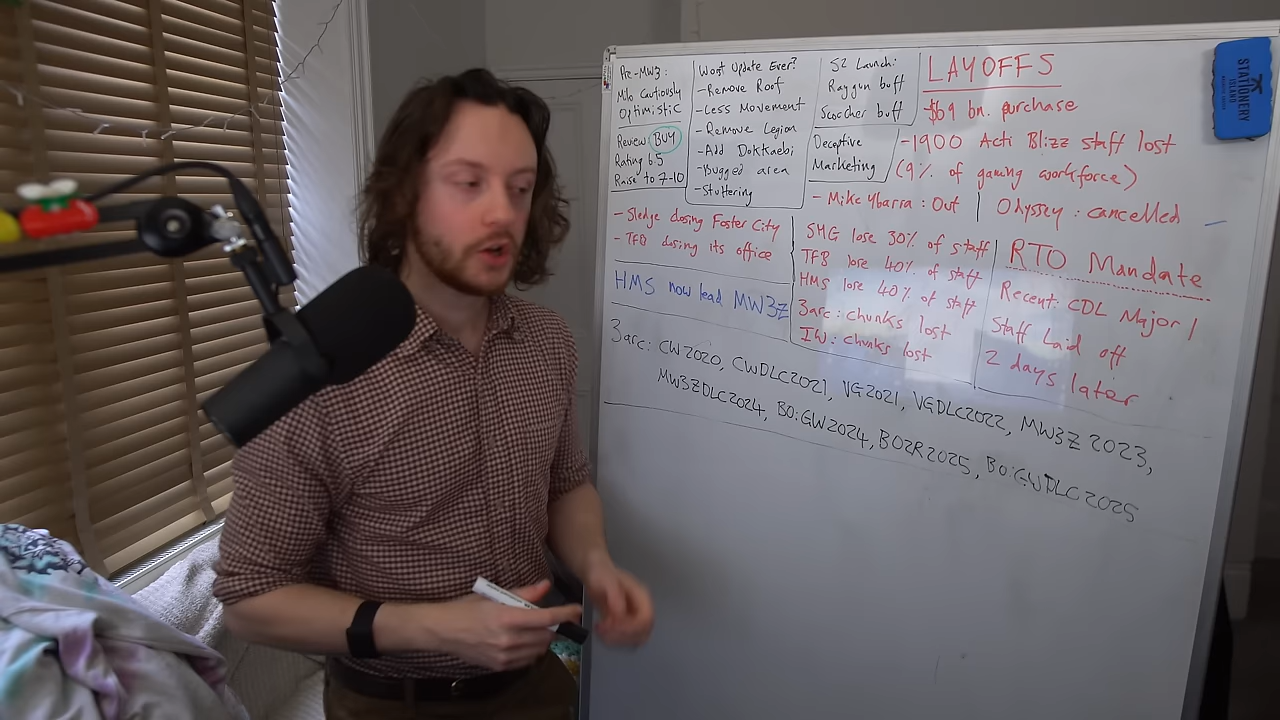 Pre-MW3:
Milo Cautiously
Optimistic
Review: BUY
Rating 6.5
Raise to 7-10
Worst Update Ever?
-Remove Roof
-Less Movement
-Remove Legion
-Add Dokkaebi
-Bugged area
-Stuttering
S2 Launch:
Raygun buff
Scorcher buff
Deceptive
Marketing
LAYOFFS
$69 bn. purchase
-1900 Acti Blizz staff lost
(9% of gaming workforce)
- Mike Ybarra: Out
Odyssey: cancelled
- Sledge closing Foster City
- TFB closing its office
HMS now lead MW3Z
SHG lose 30% of staff
TFB lose 40% of staff
HMS lose 40% of staff
3arc: chunks lost
IW: chunks lost
RTO Mandate
Recent: CDL Major 1
Staff Laid off
2 days later
3arc: CW2020, CWDLC2021, VG2021, VGDLC2022, MW3Z 2023,
MW3ZDLC2024, BO:GW2024, BO2R2025, BO:GWDLC2025
STATIONERY
ISLAND